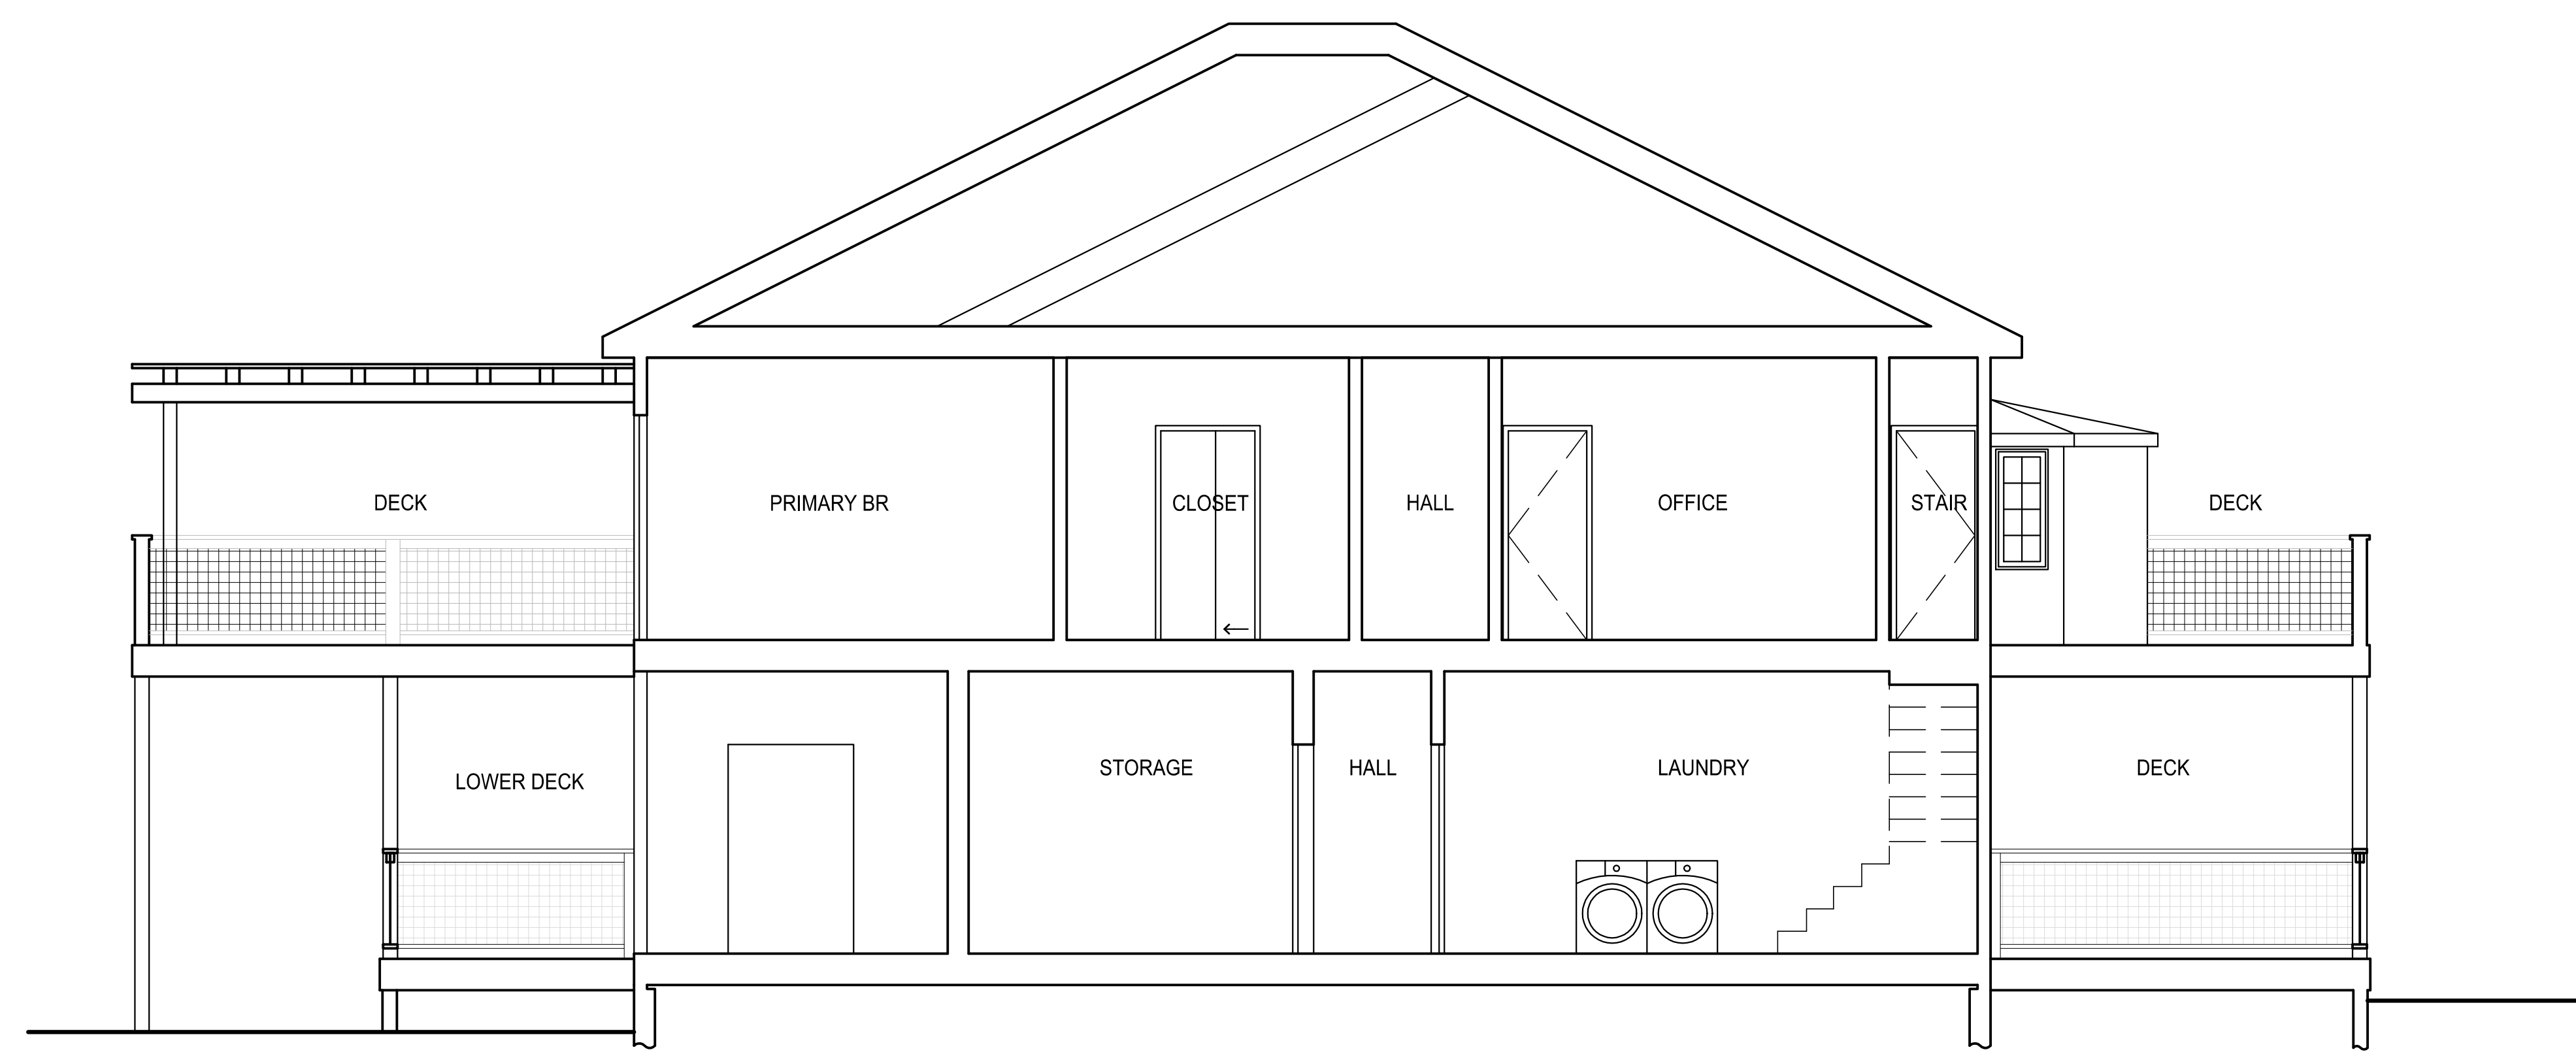 DECK
PRIMARY BR
CLOSET
HALL
OFFICE
STAIR
DECK
LOWER DECK
STORAGE
HALL
LAUNDRY
DECK